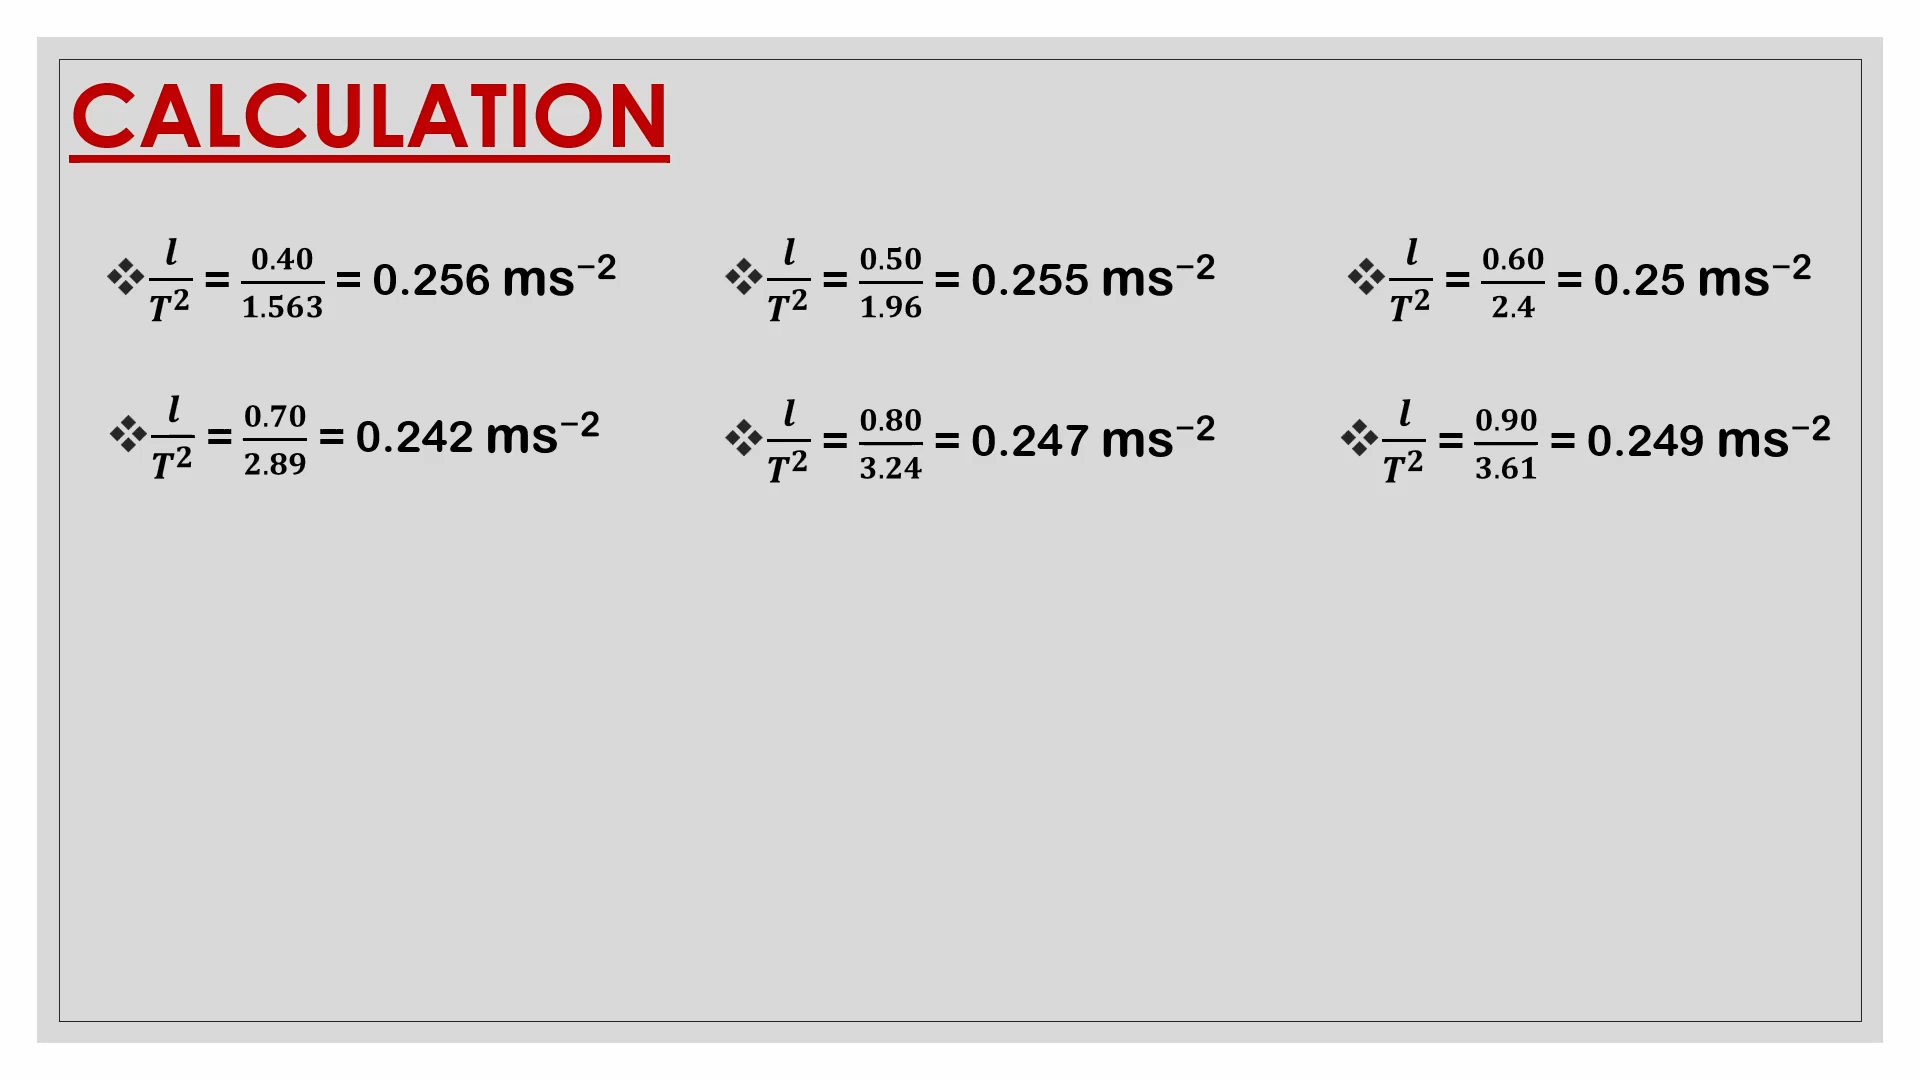 CALCULATION
❖ l/T² = 0.40/1.563 = 0.256 ms⁻² ❖ l/T² = 0.50/1.96 = 0.255 ms⁻² ❖ l/T² = 0.60/2.4 = 0.25 ms⁻²
❖ l/T² = 0.70/2.89 = 0.242 ms⁻² ❖ l/T² = 0.80/3.24 = 0.247 ms⁻² ❖ l/T² = 0.90/3.61 = 0.249 ms⁻²